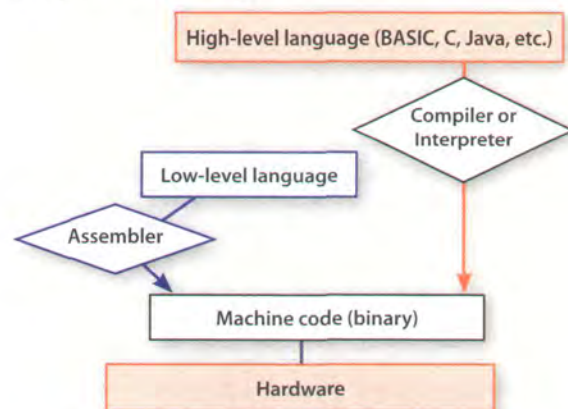 High-level language (BASIC, C, Java, etc.)
Compiler or
Interpreter
Low-level language
Assembler
Machine code (binary)
Hardware